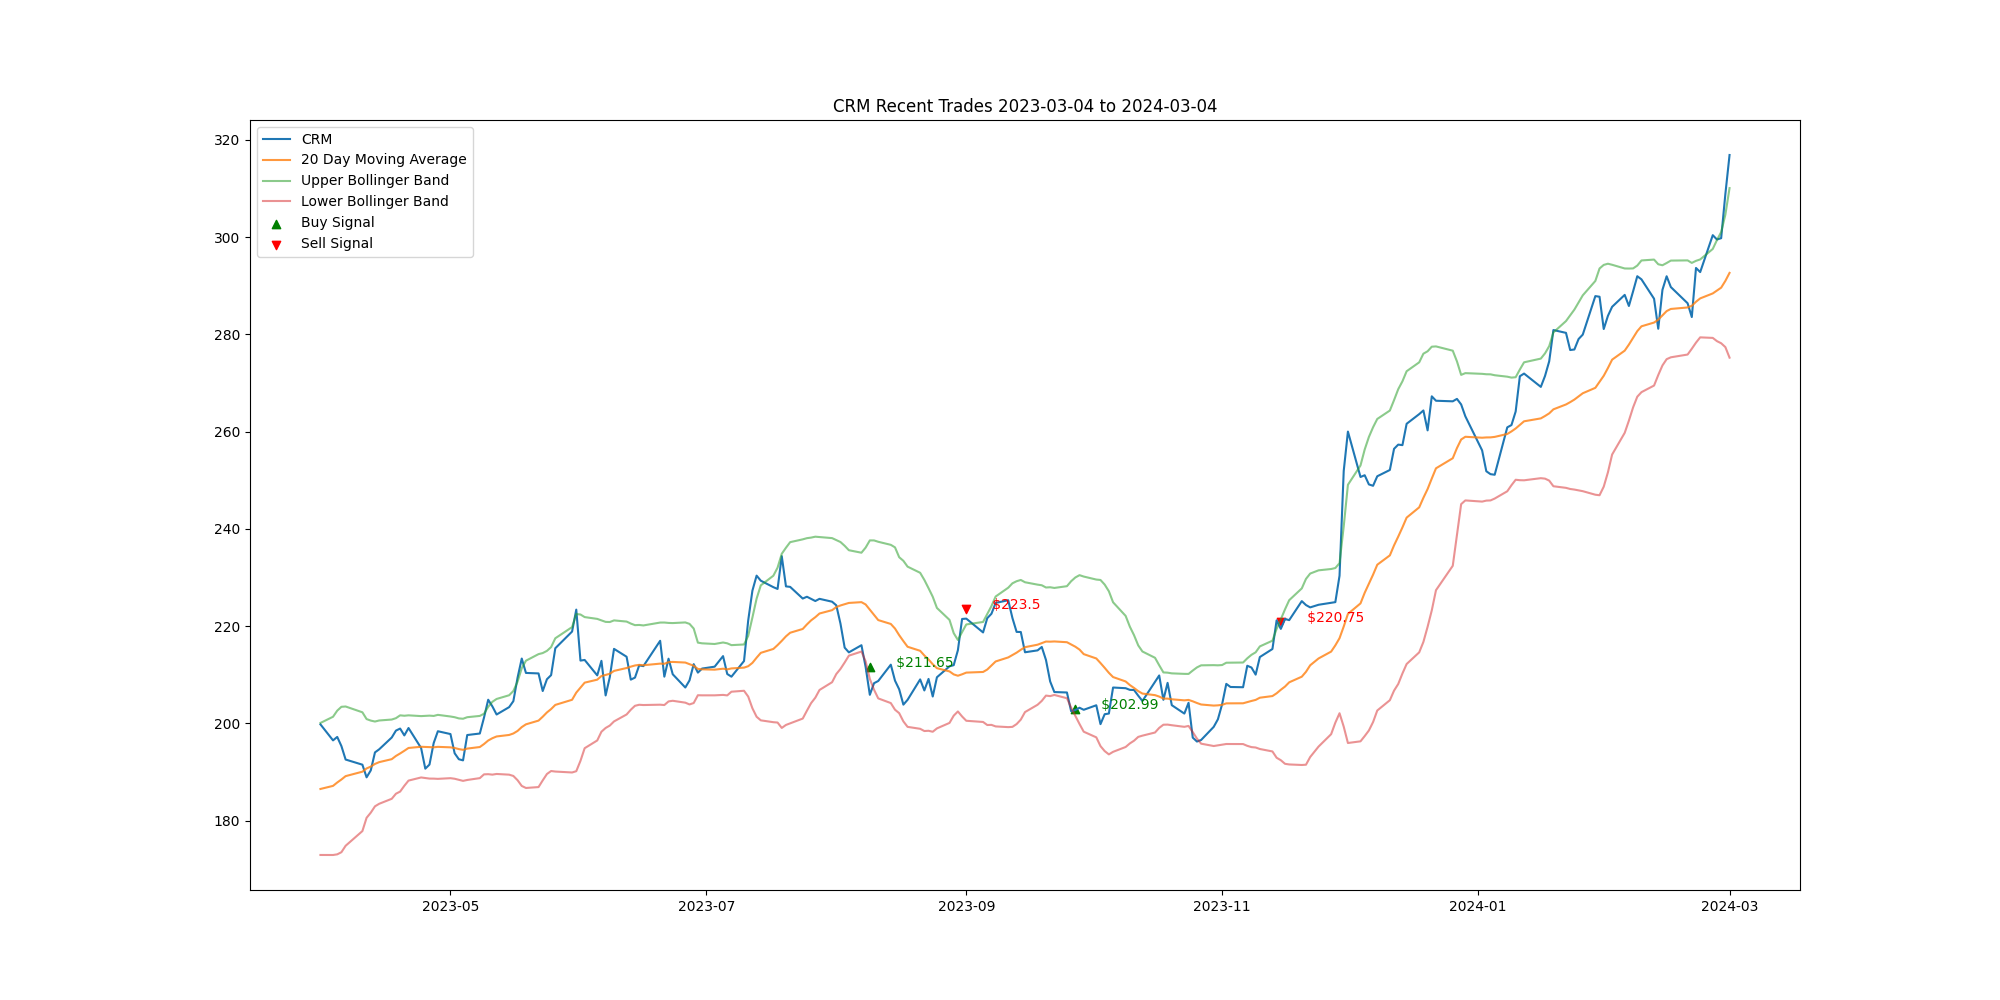 CRM Recent Trades 2023-03-04 to 2024-03-04
CRM
20 Day Moving Average
Upper Bollinger Band
Lower Bollinger Band
Buy Signal
Sell Signal
320
300
280
260
240
220
200
180
$211.65
$223.5
$202.99
$220.75
2023-05
2023-07
2023-09
2023-11
2024-01
2024-03